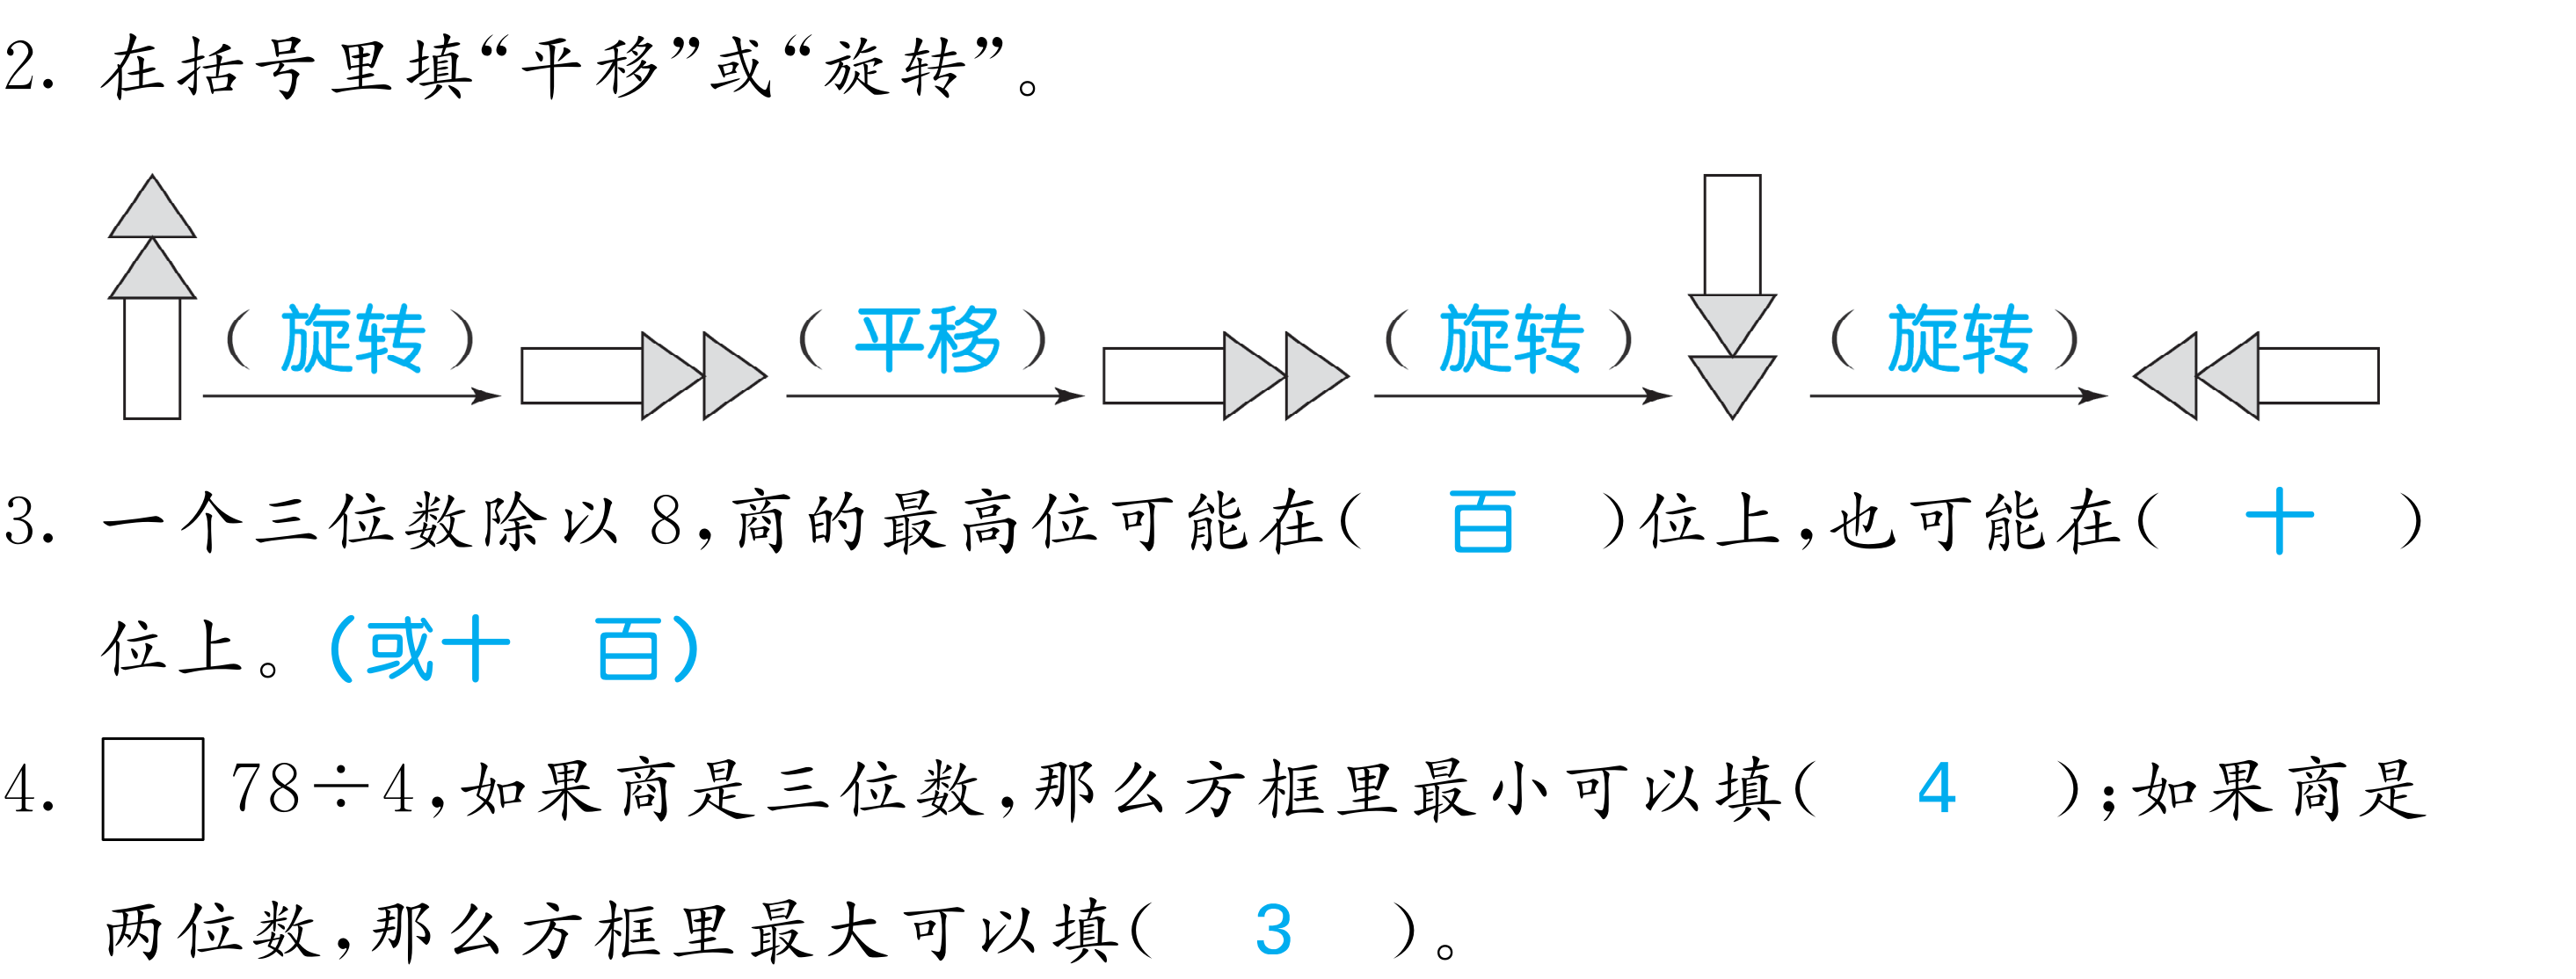 2. 在括号里填“平移”或“旋转”。
（ 旋转 ） （ 平移 ） （ 旋转 ） （ 旋转 ）
3. 一个三位数除以 8,商的最高位可能在( 百 )位上,也可能在( 十 )
位上。(或十 百)
4. □78÷4,如果商是三位数,那么方框里最小可以填( 4 );如果商是
两位数,那么方框里最大可以填( 3 )。